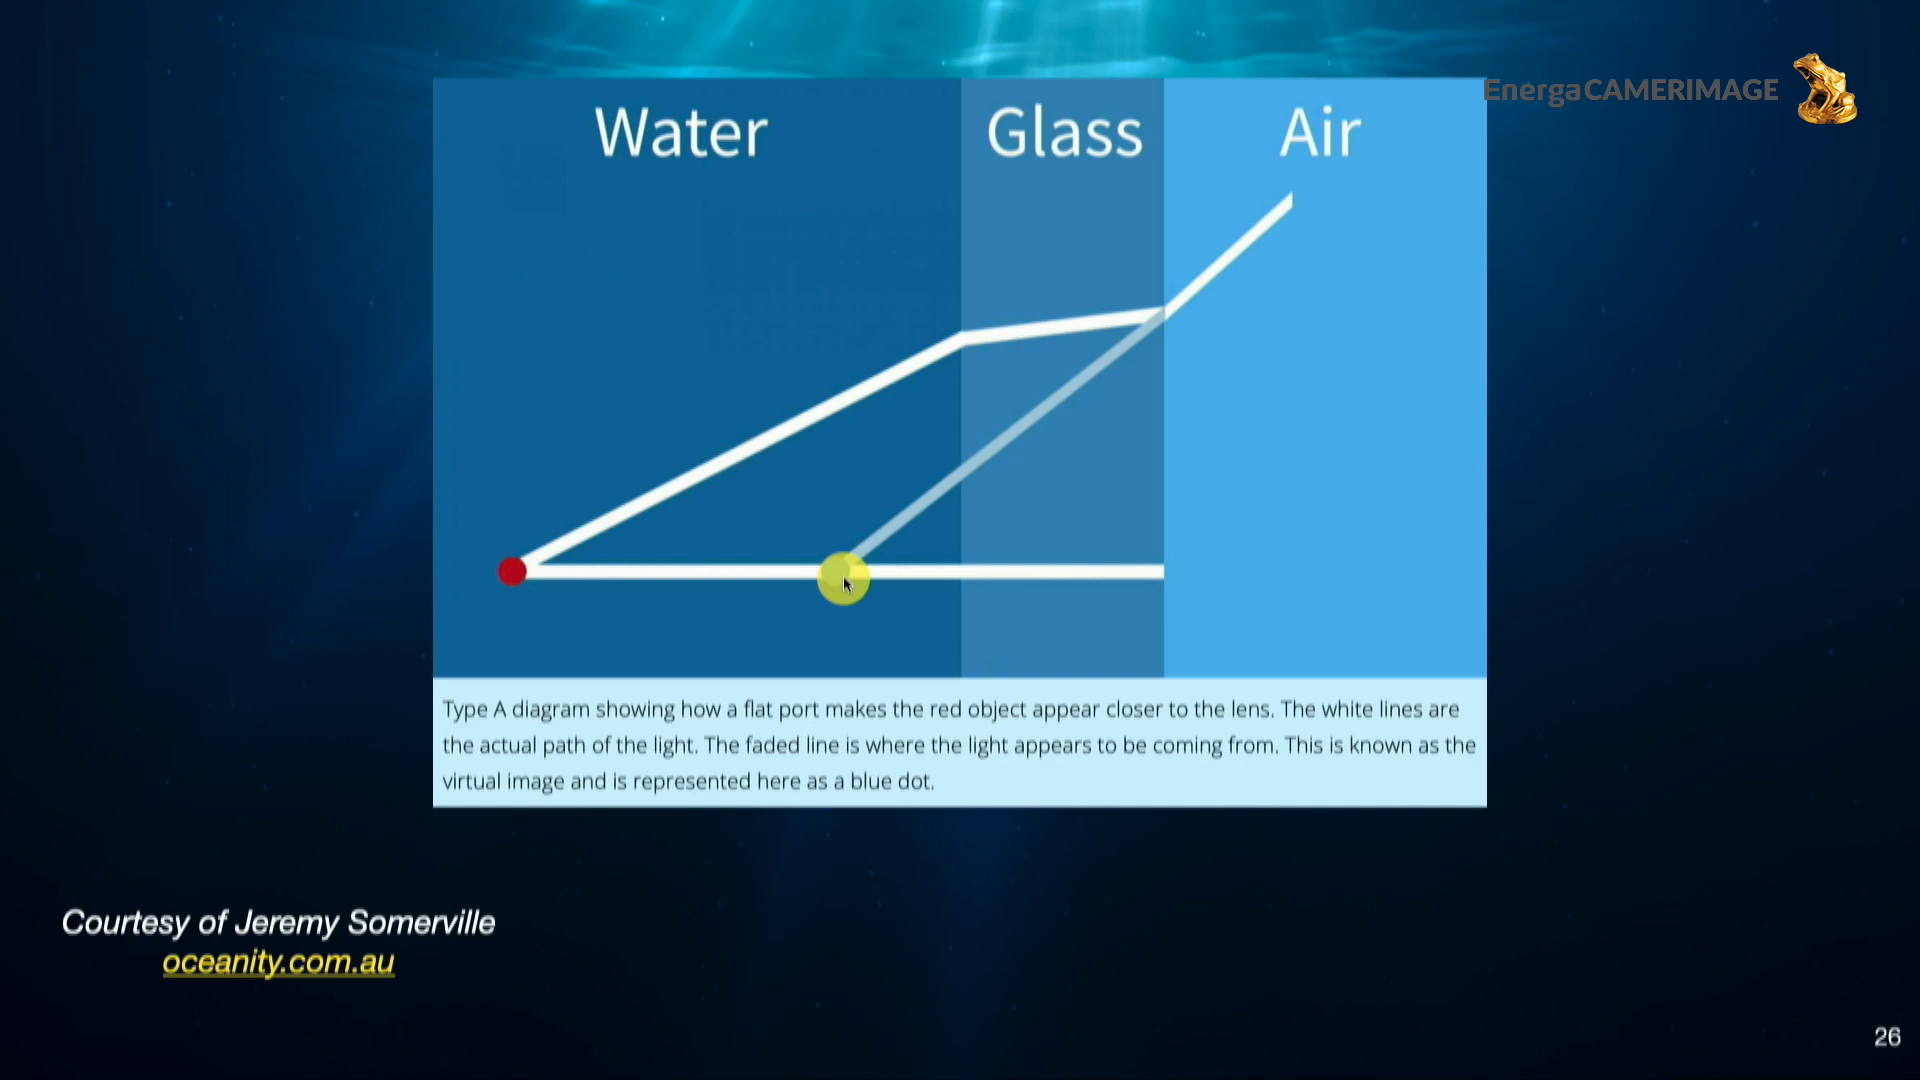 EnergaCAMERIMAGE
Water Glass Air
Type A diagram showing how a flat port makes the red object appear closer to the lens. The white lines are
the actual path of the light. The faded line is where the light appears to be coming from. This is known as the
virtual image and is represented here as a blue dot.
Courtesy of Jeremy Somerville
oceanity.com.au
26